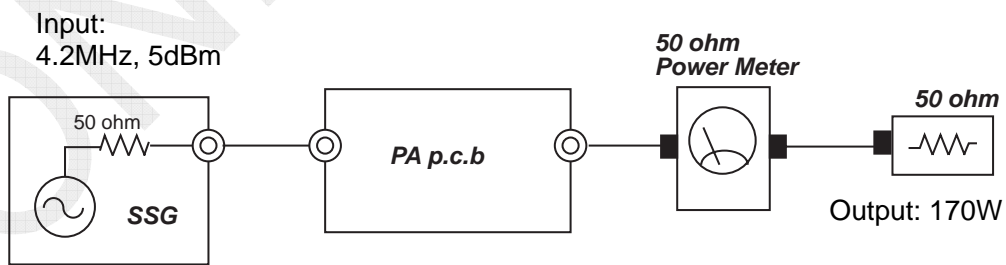 Input:
4.2MHz, 5dBm
50 ohm
Power Meter
50 ohm
50 ohm
PA p.c.b
SSG
Output: 170W